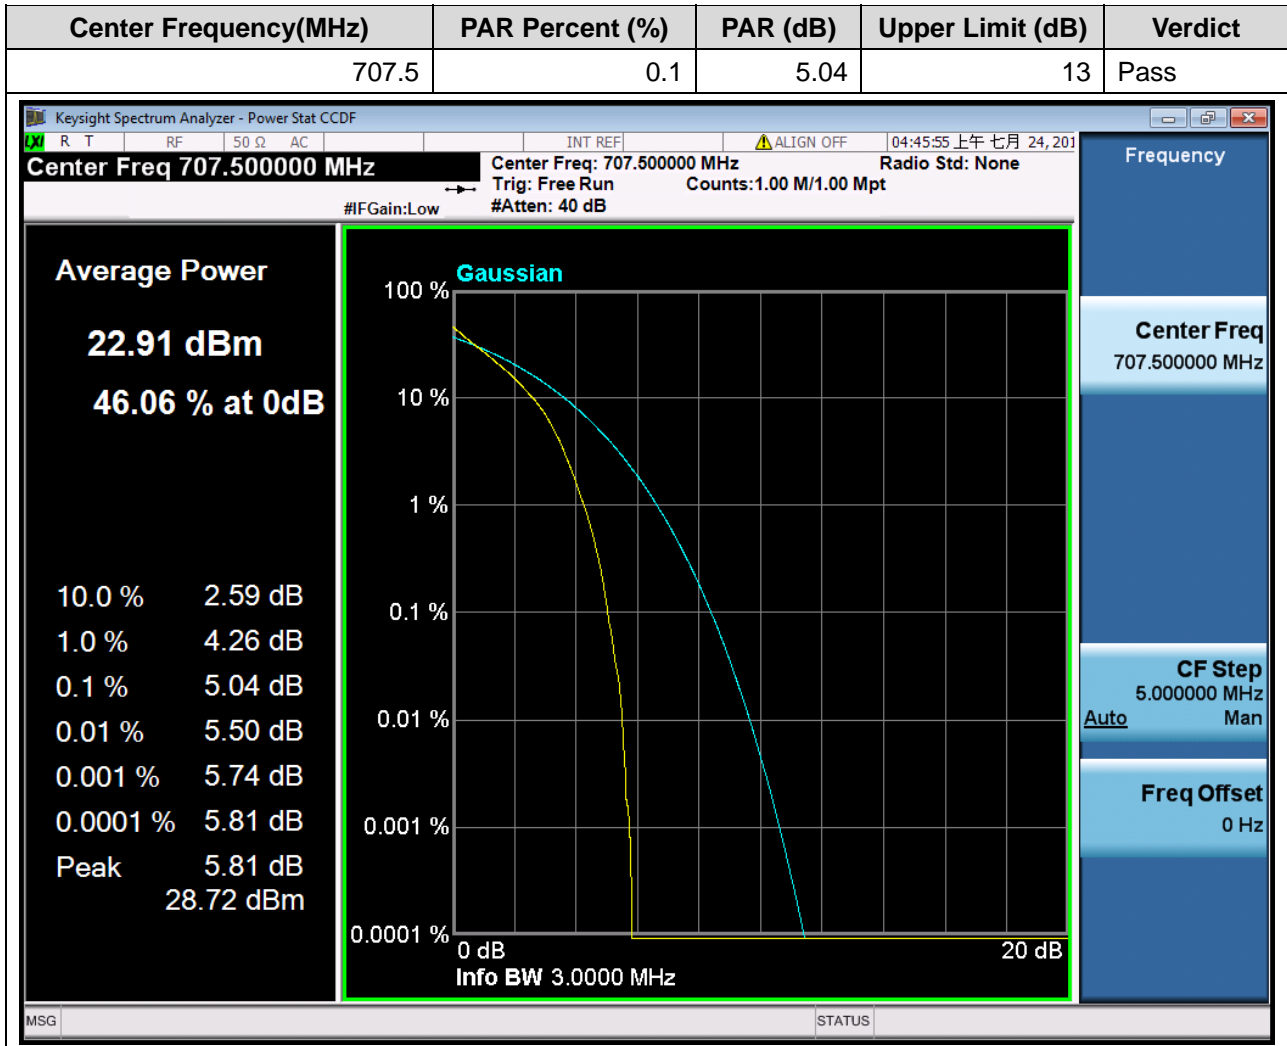 Center Frequency(MHz) PAR Percent (%) PAR (dB) Upper Limit (dB) Verdict
707.5 0.1 5.04 13 Pass
Keysight Spectrum Analyzer - Power Stat CCDF
LXI R T RF 50 Ω AC INT REF ALIGN OFF 04:45:55 上午 七月 24, 201
Center Freq 707.500000 MHz
Center Freq: 707.500000 MHz Radio Std: None
Trig: Free Run Counts:1.00 M/1.00 Mpt
#IFGain:Low #Atten: 40 dB
Average Power
22.91 dBm
46.06 % at 0dB
10.0 % 2.59 dB
1.0 % 4.26 dB
0.1 % 5.04 dB
0.01 % 5.50 dB
0.001 % 5.74 dB
0.0001 % 5.81 dB
Peak 5.81 dB
28.72 dBm
Gaussian
100 %
10 %
1 %
0.1 %
0.01 %
0.001 %
0.0001 %
0 dB 20 dB
Info BW 3.0000 MHz
Frequency
Center Freq
707.500000 MHz
CF Step
5.000000 MHz
Auto Man
Freq Offset
0 Hz
MSG STATUS